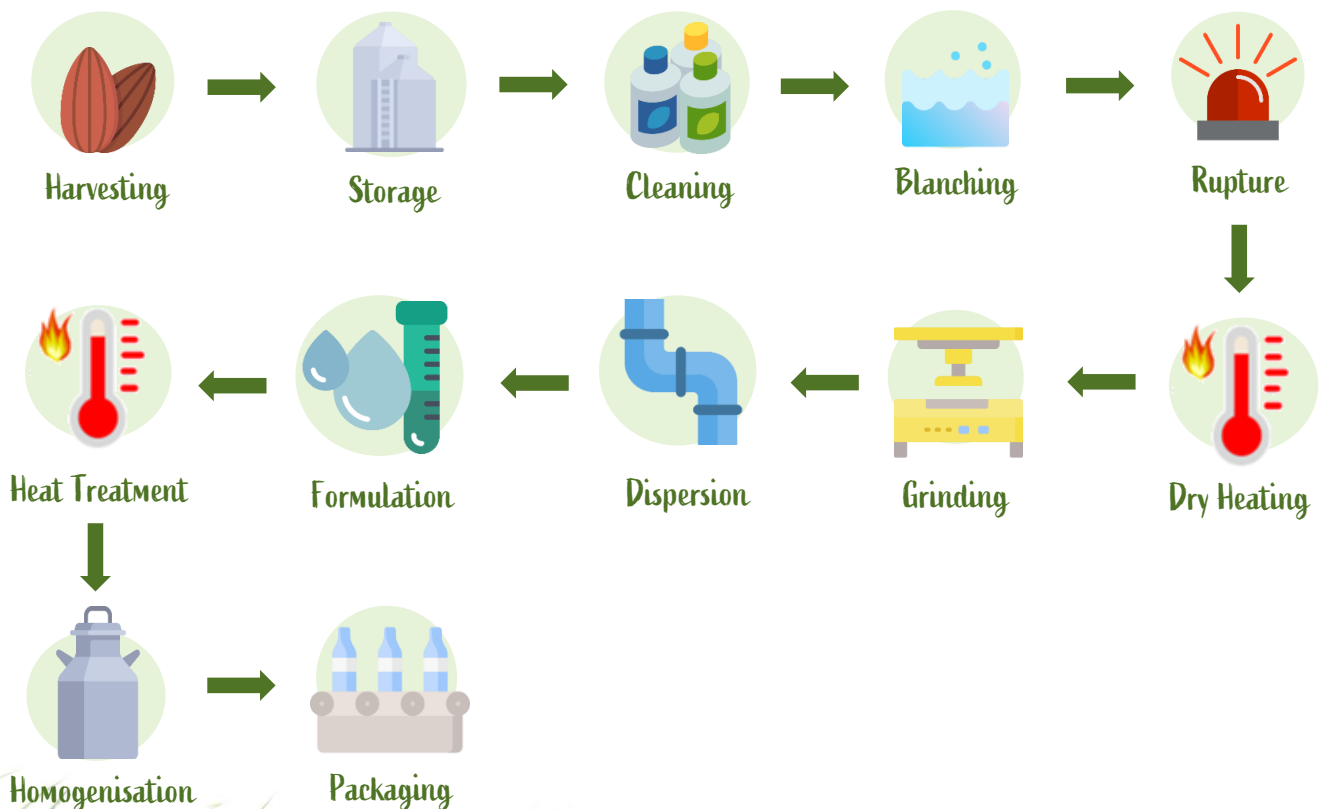 Harvesting
Storage
Cleaning
Blanching
Rupture
Heat Treatment
Formulation
Dispersion
Grinding
Dry Heating
Homogenisation
Packaging